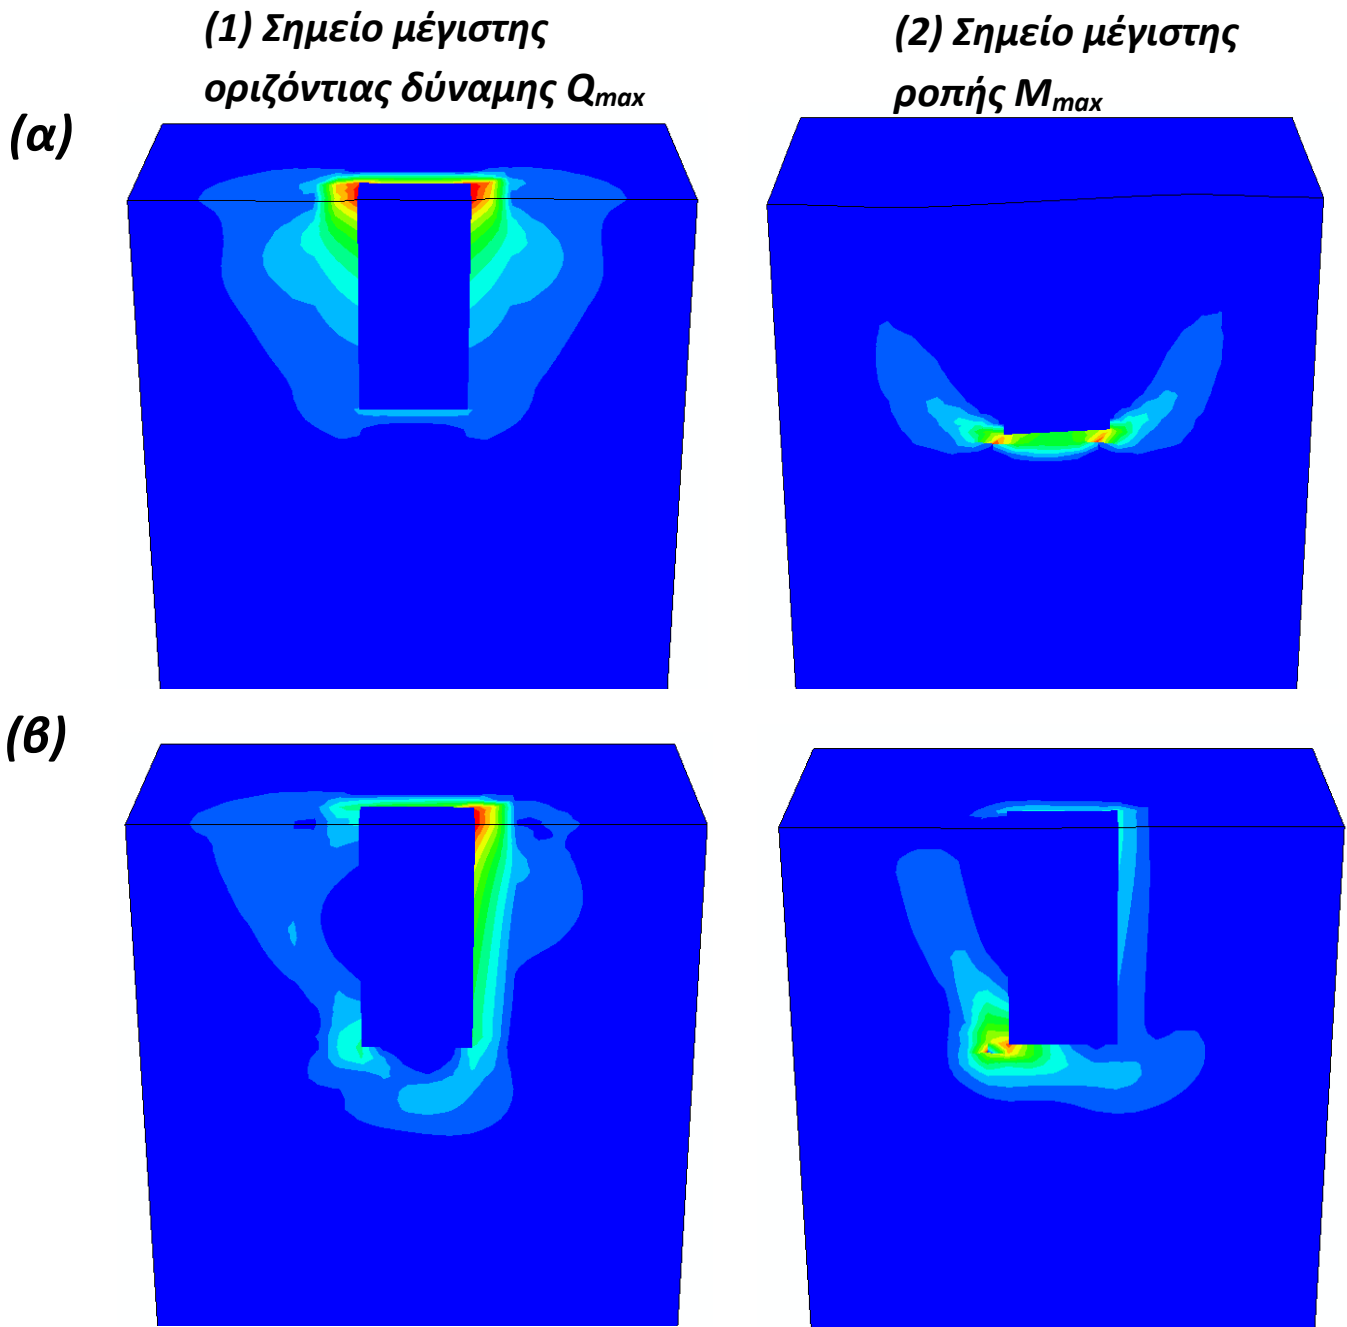 (1) Σημείο μέγιστης
οριζόντιας δύναμης Qmax
(2) Σημείο μέγιστης
ροπής Mmax
(α)
(β)